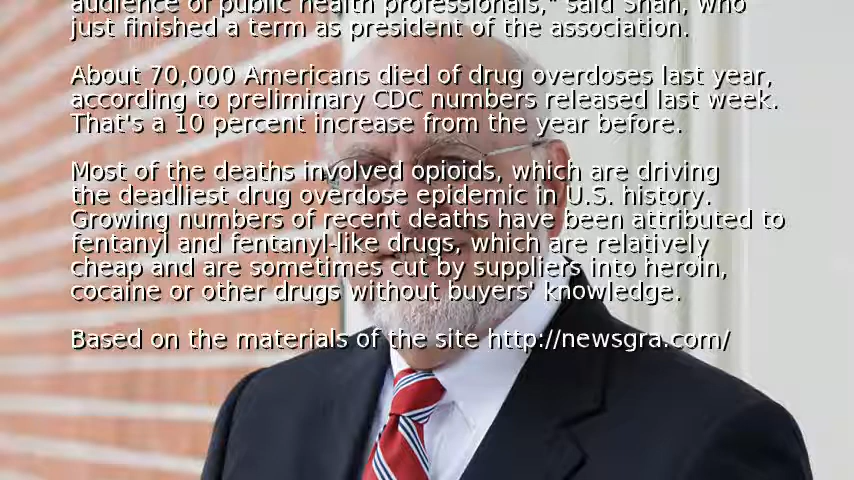 audience of public health professionals," said Shah, who
just finished a term as president of the association.
About 70,000 Americans died of drug overdoses last year,
according to preliminary CDC numbers released last week.
That's a 10 percent increase from the year before.
Most of the deaths involved opioids, which are driving
the deadliest drug overdose epidemic in U.S. history.
Growing numbers of recent deaths have been attributed to
fentanyl and fentanyl-like drugs, which are relatively
cheap and are sometimes cut by suppliers into heroin,
cocaine or other drugs without buyers' knowledge.
Based on the materials of the site http://newsgra.com/